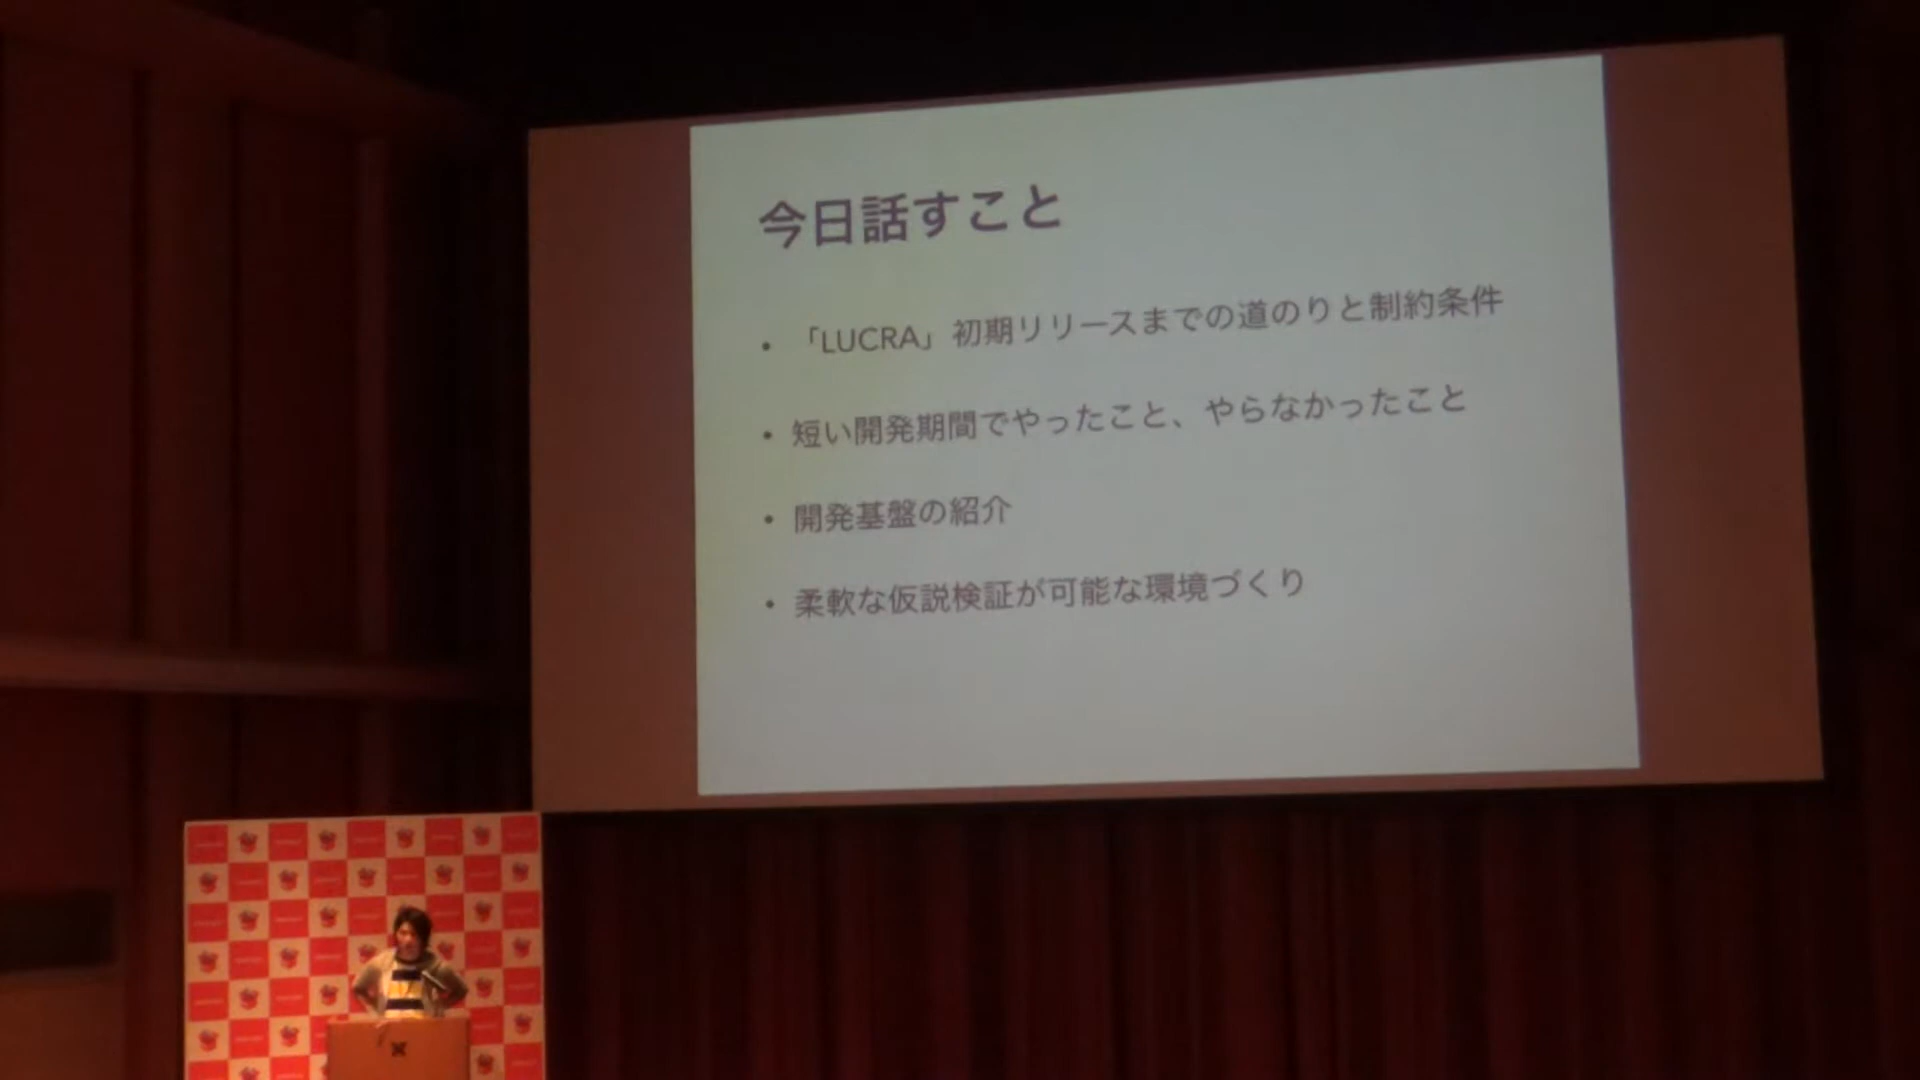 今日話すこと
・「LUCRA」初期リリースまでの道のりと制約条件
・短い開発期間でやったこと、やらなかったこと
・開発基盤の紹介
・柔軟な仮説検証が可能な環境づくり